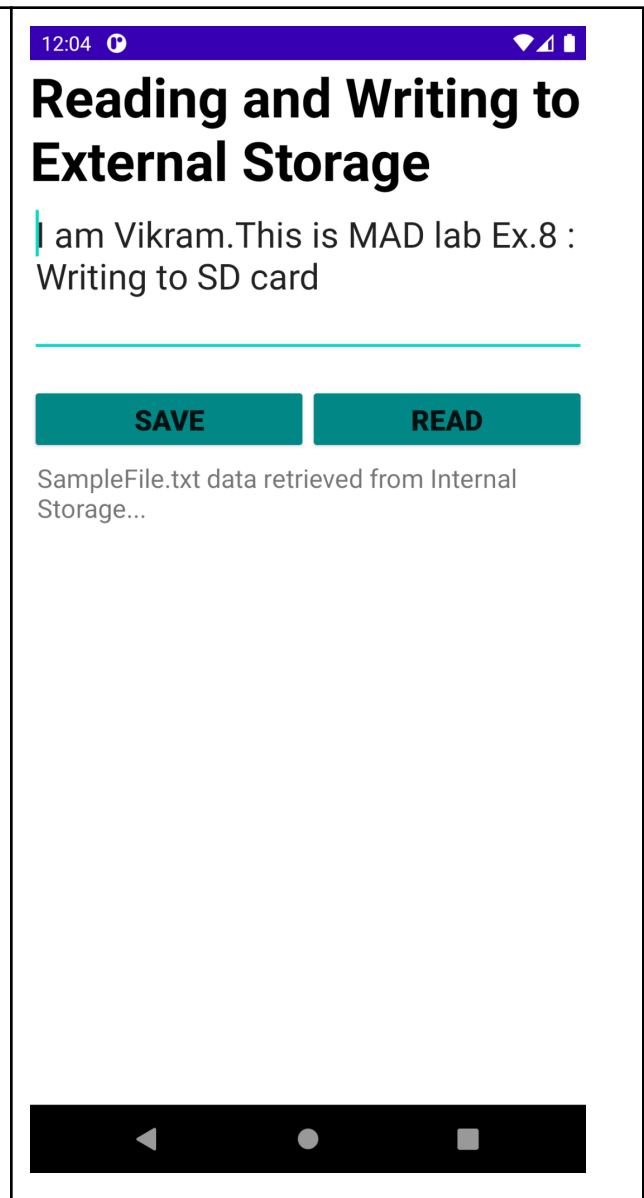 12:04
Reading and Writing to
External Storage
I am Vikram.This is MAD lab Ex.8 :
Writing to SD card
SAVE
READ
SampleFile.txt data retrieved from Internal
Storage...